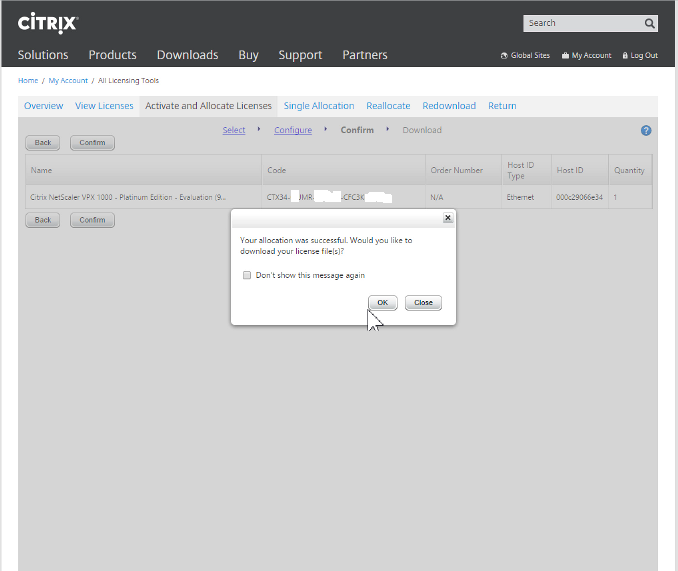 CITRIX
Search
Solutions Products Downloads Buy Support Partners
Global Sites My Account Log Out
Home / My Account / All Licensing Tools
Overview View Licenses Activate and Allocate Licenses Single Allocation Reallocate Redownload Return
Select Configure Confirm Download ?
Back Confirm
Name Code Order Number Host ID Type Host ID Quantity
Citrix NetScaler VPX 1000 - Platinum Edition - Evaluation (9... CTX34- JMR- -CFC3K N/A Ethernet 000c29066e34 1
Back Confirm
Your allocation was successful. Would you like to
download your license file(s)?
Don't show this message again
OK Close